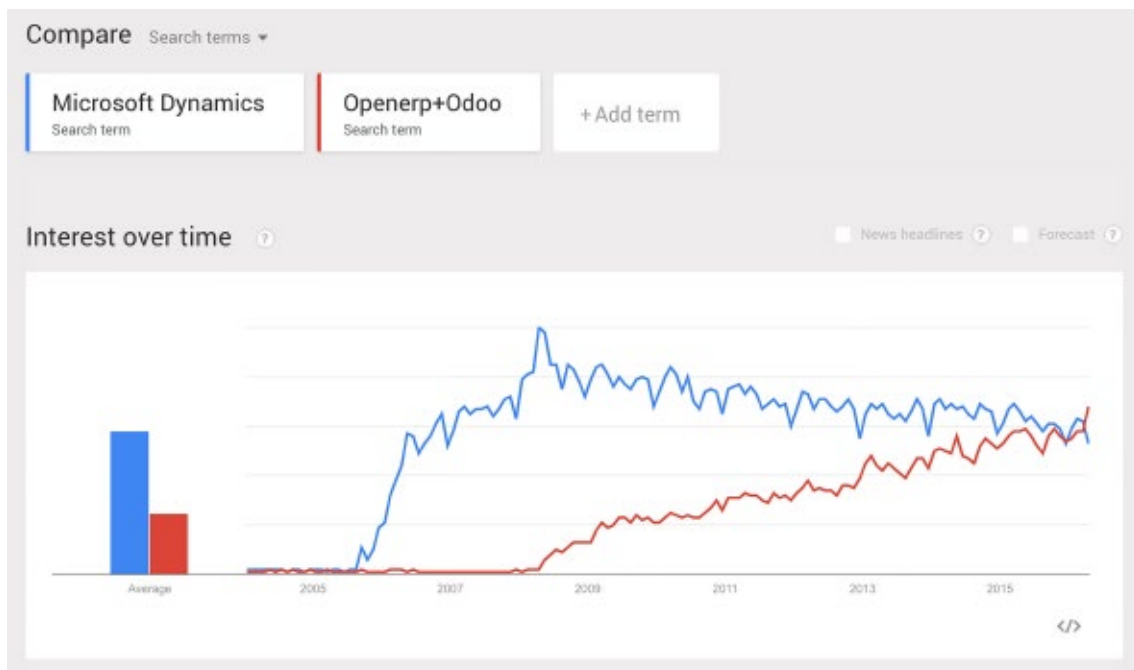 Compare Search terms
Microsoft Dynamics
Search term
Openerp+Odoo
Search term
+ Add term
Interest over time ?
News headlines ? Forecast ?
Average 2005 2007 2009 2011 2013 2015
</>